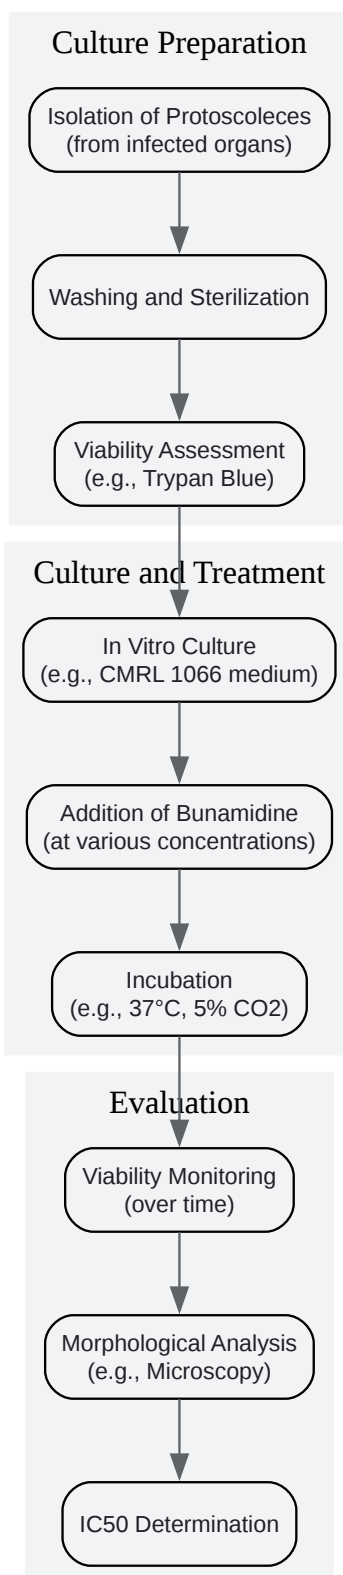 Culture Preparation
Isolation of Protoscoleces
(from infected organs)
Washing and Sterilization
Viability Assessment
(e.g., Trypan Blue)
Culture and Treatment
In Vitro Culture
(e.g., CMRL 1066 medium)
Addition of Bunamidine
(at various concentrations)
Incubation
(e.g., 37°C, 5% CO2)
Evaluation
Viability Monitoring
(over time)
Morphological Analysis
(e.g., Microscopy)
IC50 Determination